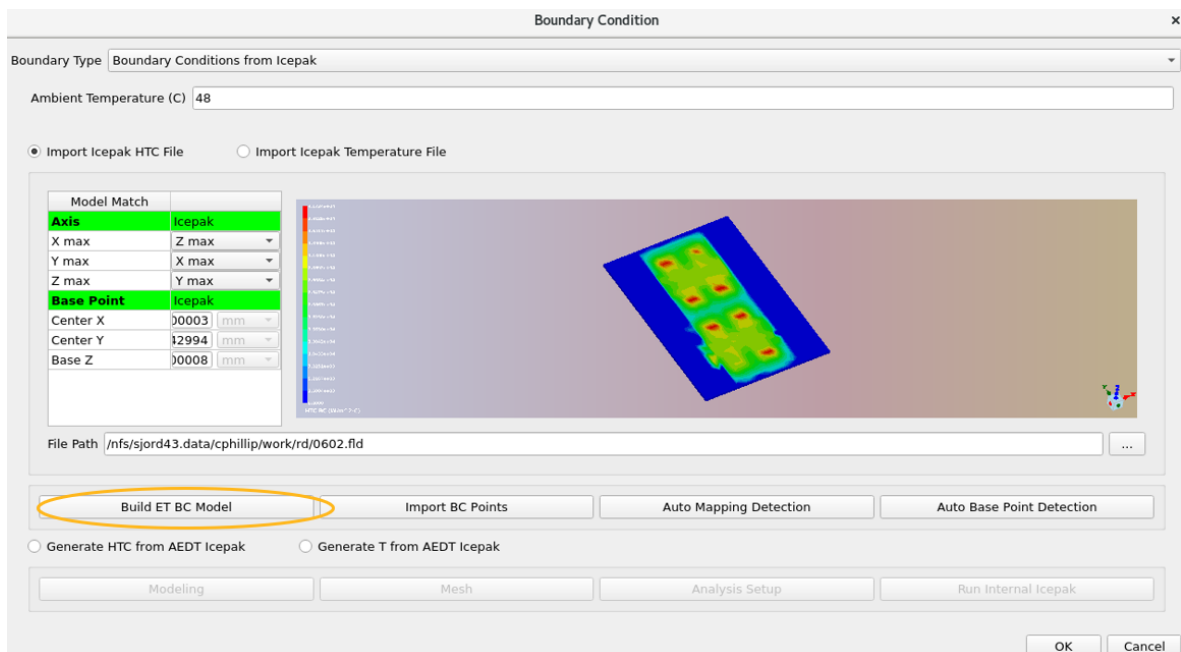 Boundary Condition ×
Boundary Type Boundary Conditions from Icepak
Ambient Temperature (C) 48
Import Icepak HTC File Import Icepak Temperature File
Model Match
Axis Icepak
X max Z max
Y max X max
Z max Y max
Base Point Icepak
Center X 00003 mm
Center Y 42994 mm
Base Z 00008 mm
File Path /nfs/sjord43.data/cphillip/work/rd/0602.fld ...
Build ET BC Model Import BC Points Auto Mapping Detection Auto Base Point Detection
Generate HTC from AEDT Icepak Generate T from AEDT Icepak
Modeling Mesh Analysis Setup Run Internal Icepak
OK Cancel